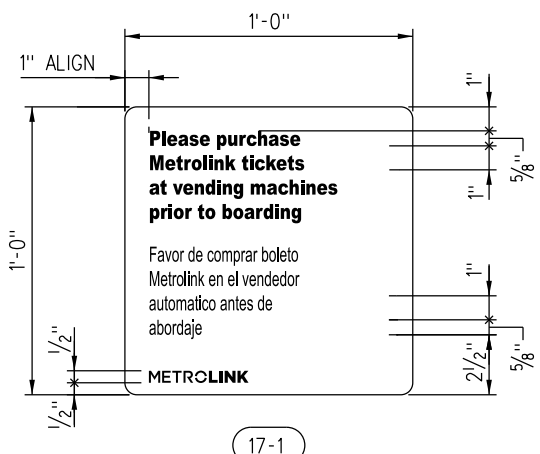 1'-0"
1" ALIGN
1"
5/8"
1"
Please purchase
Metrolink tickets
at vending machines
prior to boarding
1'-0"
Favor de comprar boleto
Metrolink en el vendedor
automatico antes de
abordaje
1"
5/8"
2 1/2"
1/2"
METROLINK
1/2"
17-1